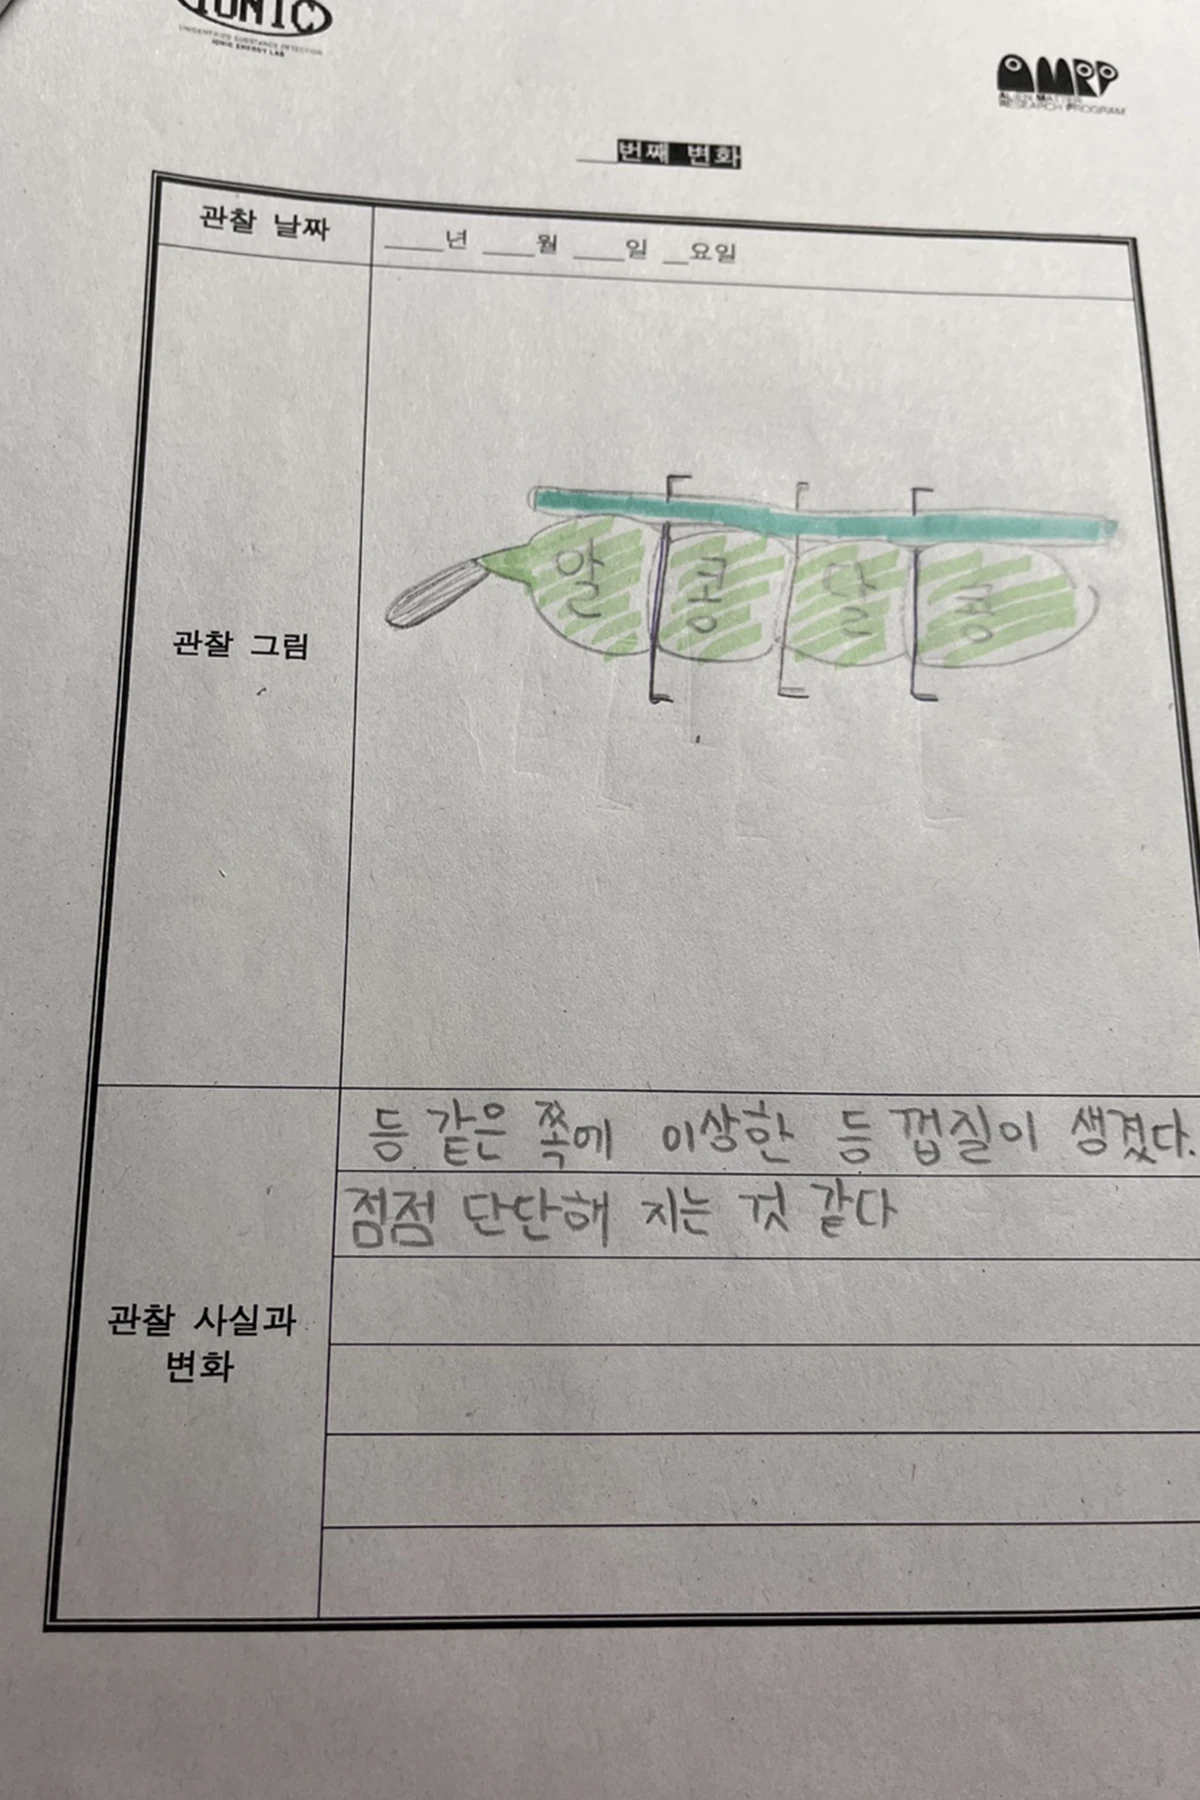 IONIC
UNIDENTIFIED SUBSTANCE DETECTION
IONIC ENERGY LAB
AMRP
ALIEN MATTER
RESEARCH PROGRAM
___번째 변화
관찰 날짜
____년 ____월 ____일 __요일
관찰 그림
알 콩 달 콩
관찰 사실과
변화
등 같은 쪽에 이상한 등 껍질이 생겼다.
점점 단단해 지는 것 같다